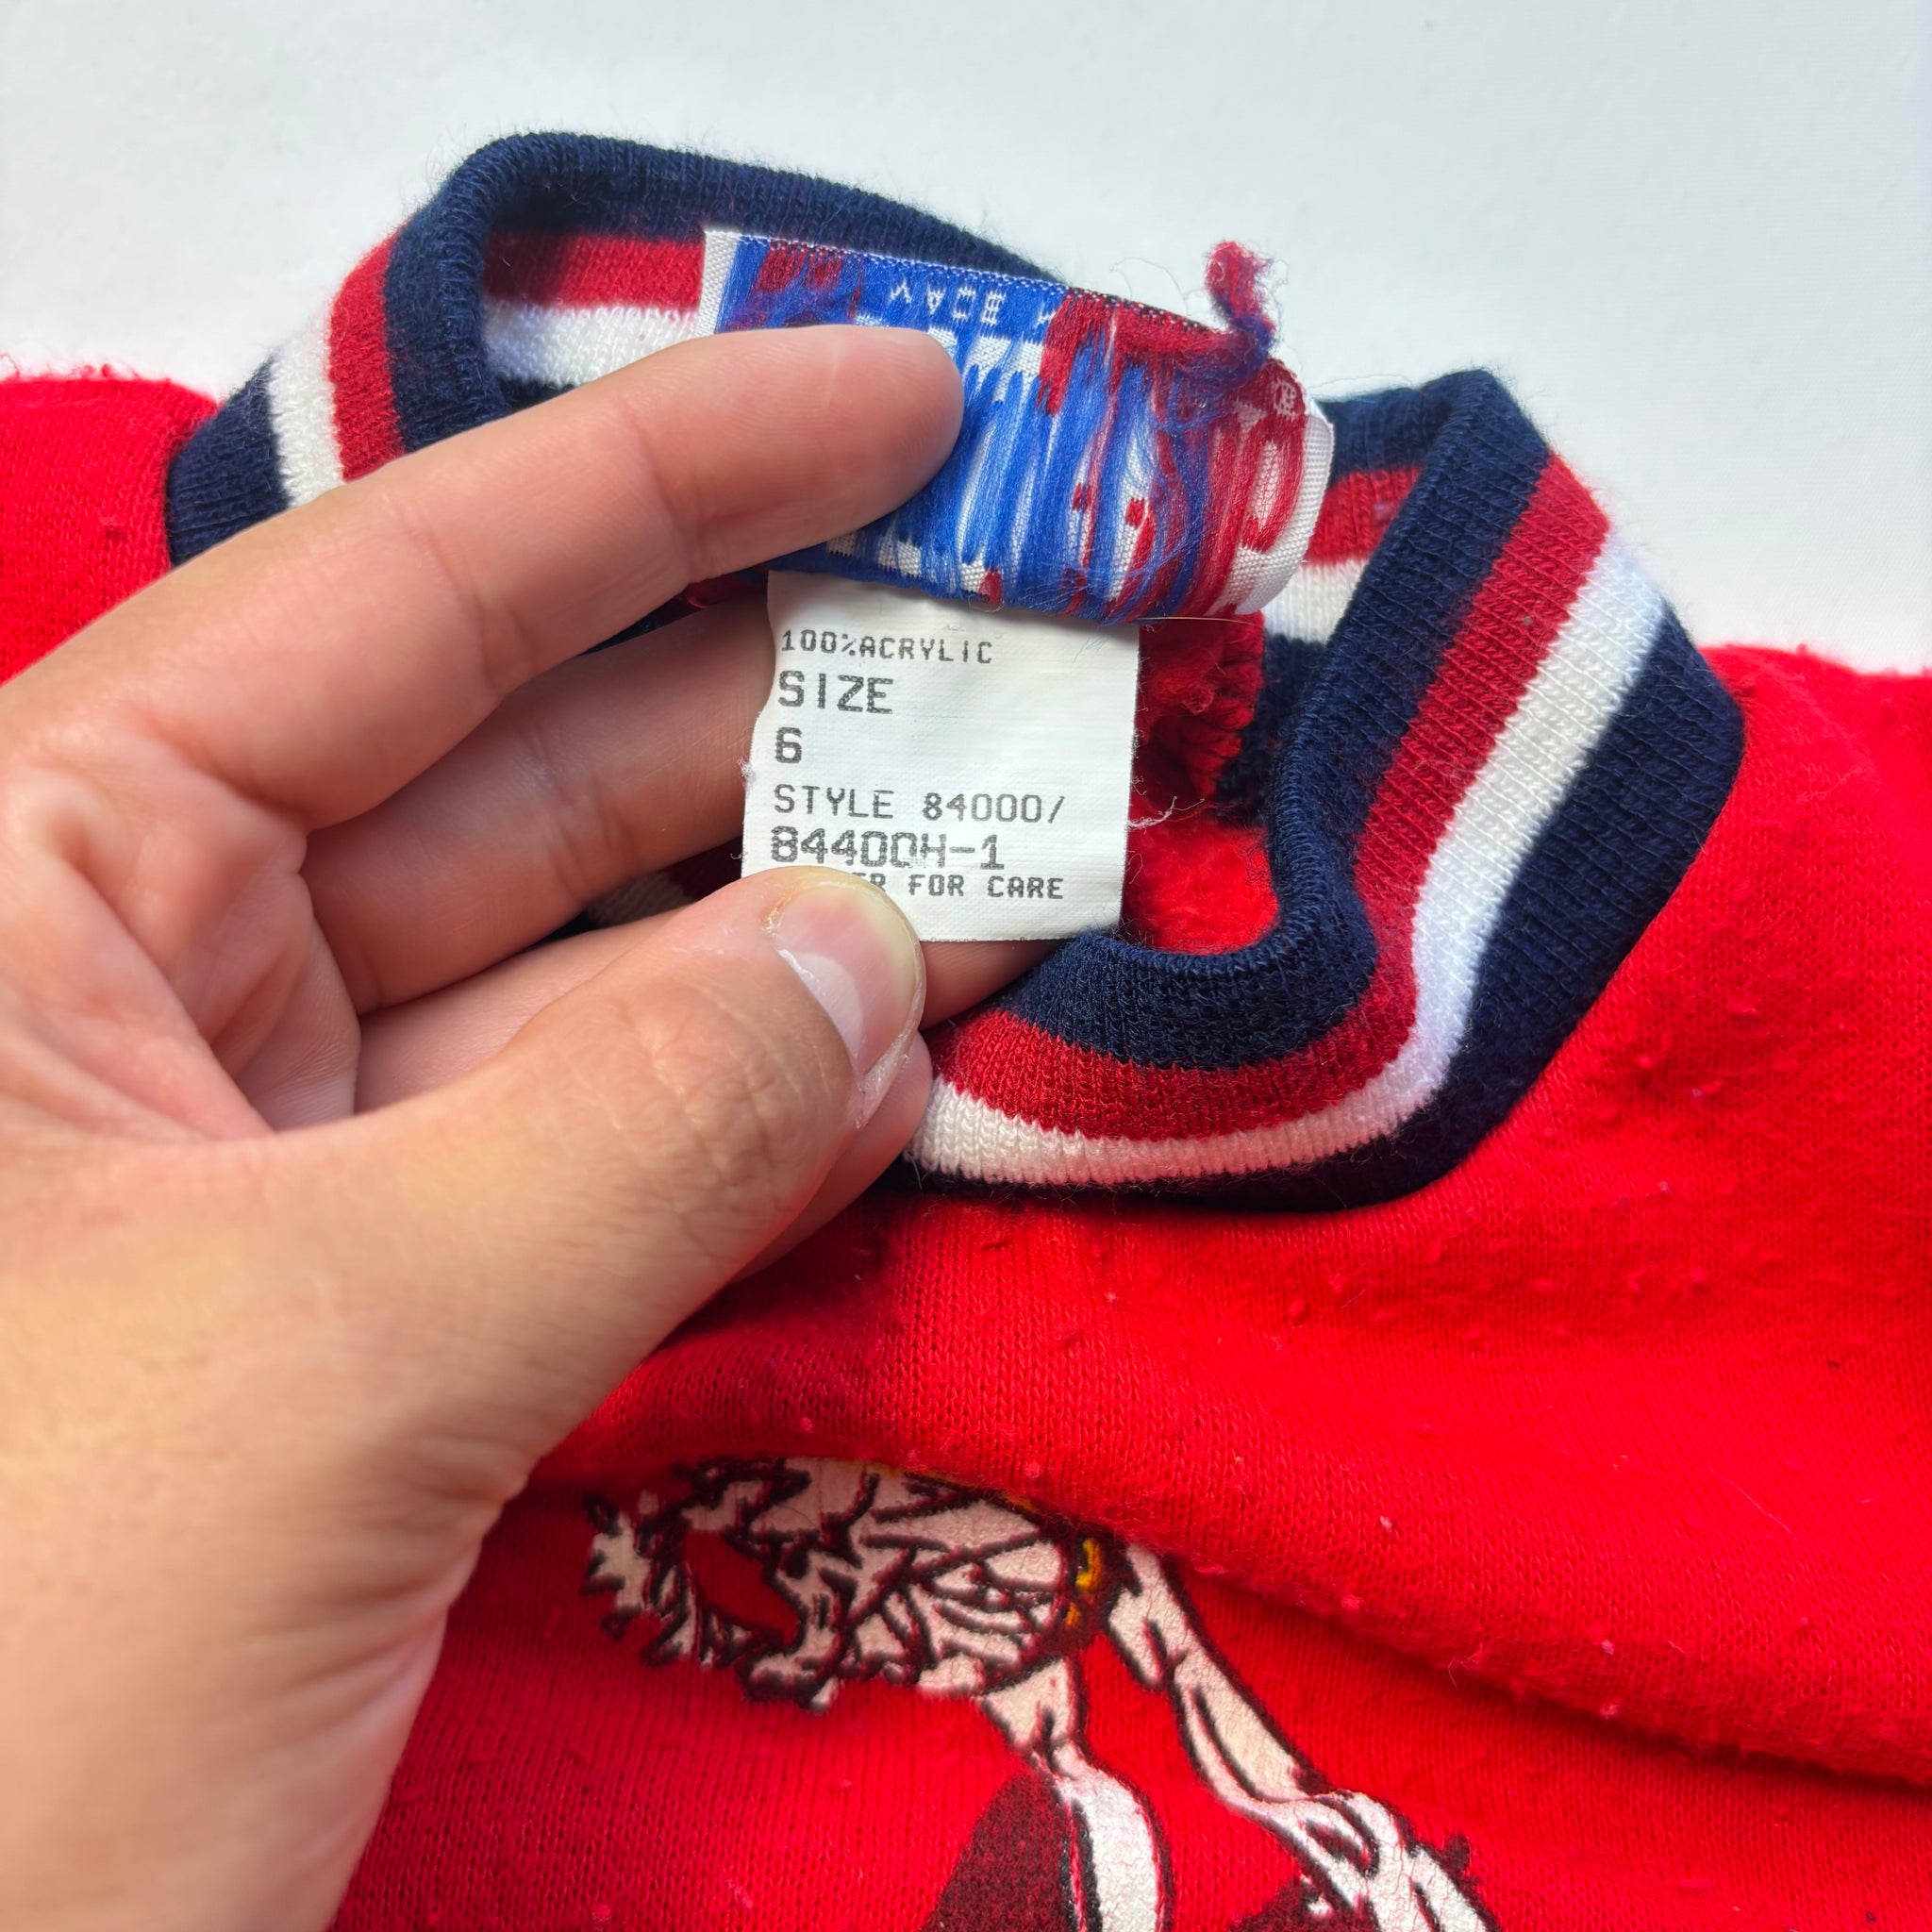 100%ACRYLIC
SIZE
6
STYLE 84000/
84400H-1
FOR CARE